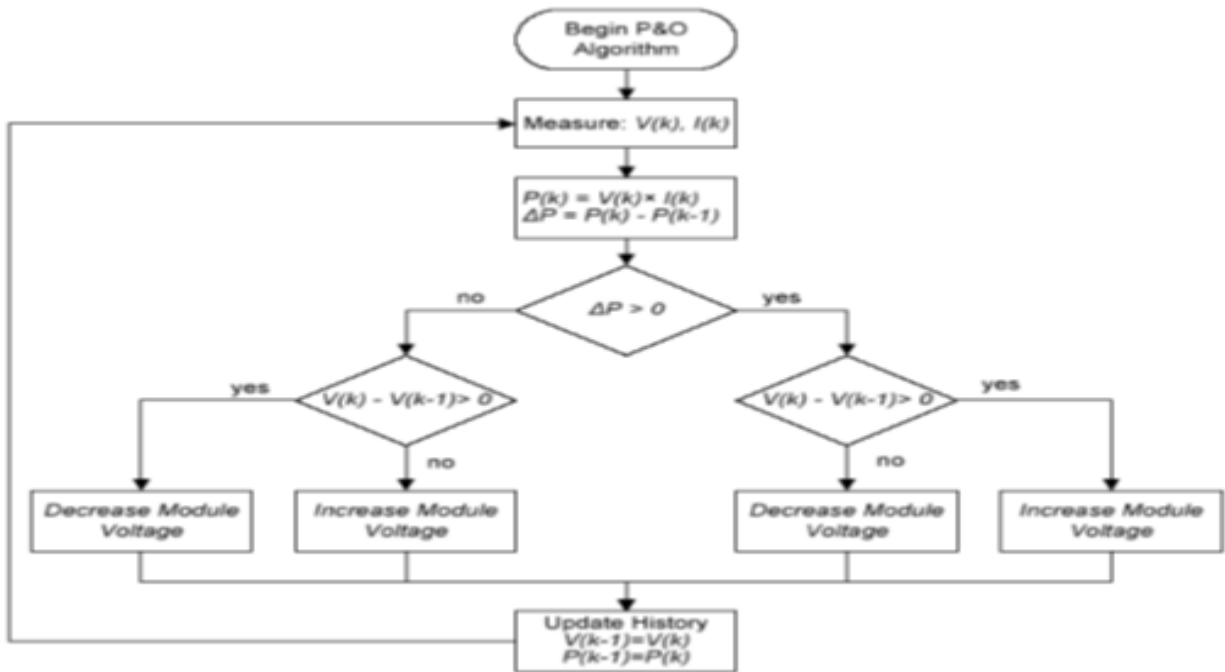 Begin P&O
Algorithm
Measure: V(k), I(k)
P(k) = V(k)× I(k)
ΔP = P(k) - P(k-1)
no
ΔP > 0
yes
yes
V(k) - V(k-1)> 0
V(k) - V(k-1)> 0
yes
no
no
Decrease Module
Voltage
Increase Module
Voltage
Decrease Module
Voltage
Increase Module
Voltage
Update History
V(k-1)=V(k)
P(k-1)=P(k)